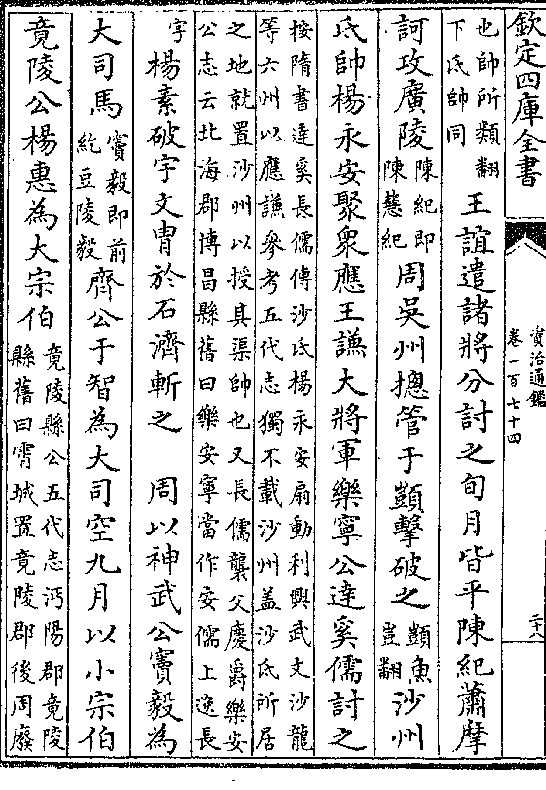 欽定四庫全書
資治通鑑
卷一百七十四
二十八
也帥所類翻
下氐帥同
王誼遣諸將分討之旬月皆平陳紀蕭摩
訶攻廣陵
陳紀即
陳慧紀
周吳州摠管于顗擊破之
顗魚
豈翻
沙州
氐帥楊永安聚衆應王謙大將軍樂寧公達奚儒討之
按隋書達奚長儒傳沙氐楊永安扇動利興武文沙龍
等六州以應謙參考五代志獨不載沙州盖沙氐所居
之地就置沙州以授其渠帥也又長儒襲父慶爵樂安
公志云北海郡博昌縣舊曰樂安寧當作安儒上逸長
字
楊素破宇文胄於石濟斬之 周以神武公竇毅為
大司馬
竇毅即前
紇豆陵毅
齊公于智為大司空九月以小宗伯
竟陵公楊惠為大宗伯
竟陵縣公五代志沔陽郡竟陵
縣舊曰霄城置竟陵郡後周廢